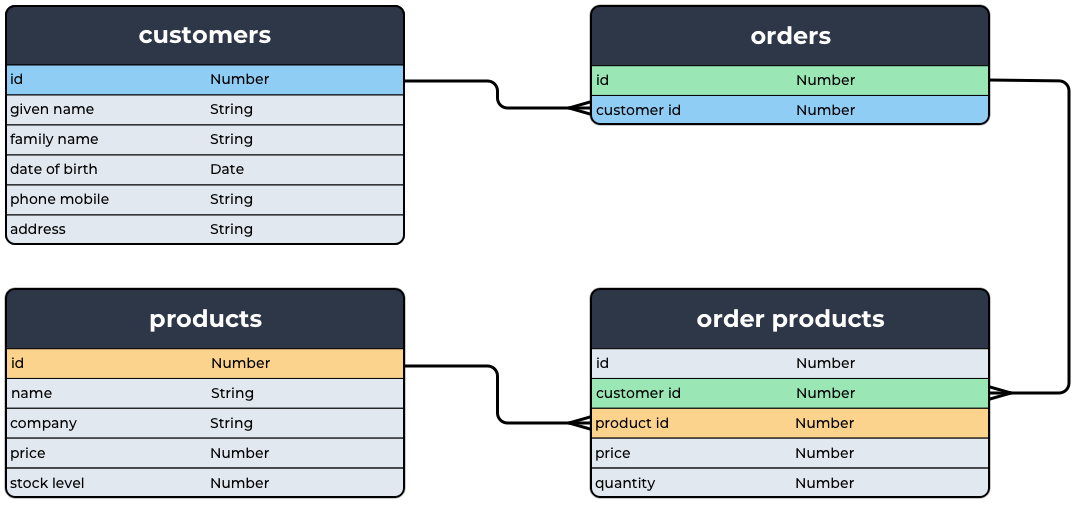 customers
id Number
given name String
family name String
date of birth Date
phone mobile String
address String
orders
id Number
customer id Number
products
id Number
name String
company String
price Number
stock level Number
order products
id Number
customer id Number
product id Number
price Number
quantity Number